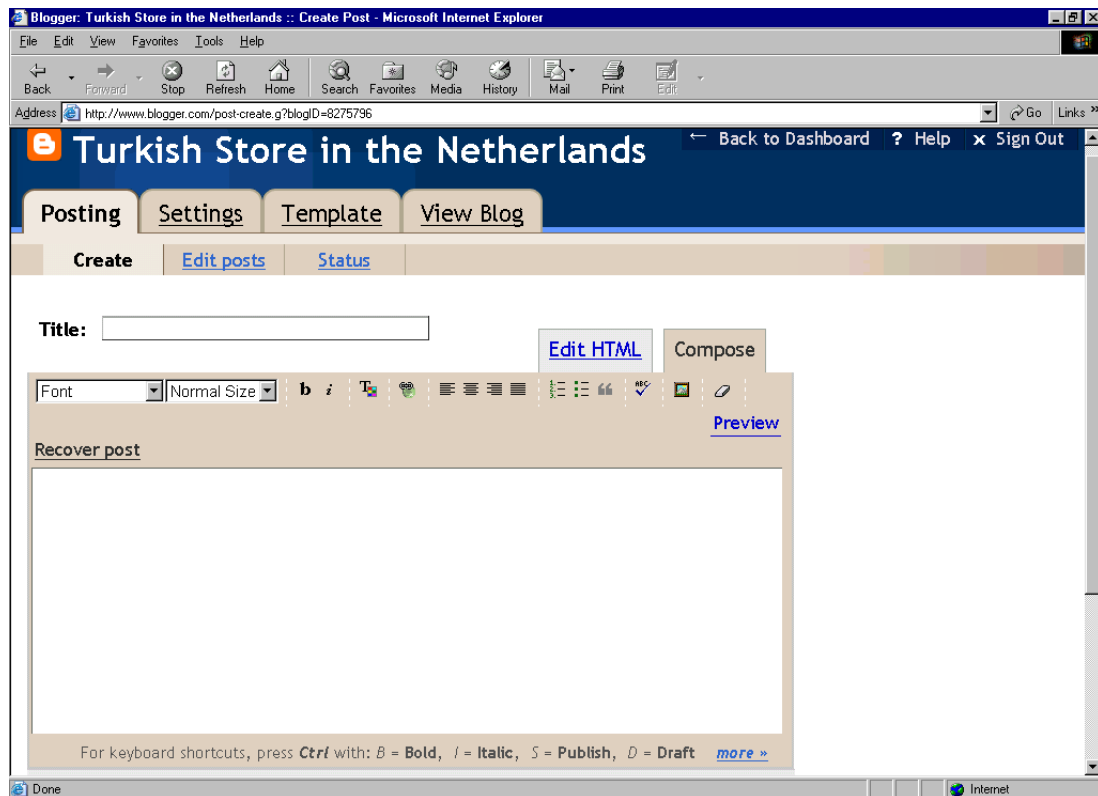 Blogger: Turkish Store in the Netherlands :: Create Post - Microsoft Internet Explorer
File Edit View Favorites Tools Help
Back Forward Stop Refresh Home Search Favorites Media History Mail Print Edit
Address http://www.blogger.com/post-create.g?blogID=8275796 Go Links »
Turkish Store in the Netherlands
← Back to Dashboard ? Help x Sign Out
Posting Settings Template View Blog
Create Edit posts Status
Title:
Edit HTML Compose
Font Normal Size b i T ABC
Preview
Recover post
For keyboard shortcuts, press Ctrl with: B = Bold, I = Italic, S = Publish, D = Draft more »
Done Internet